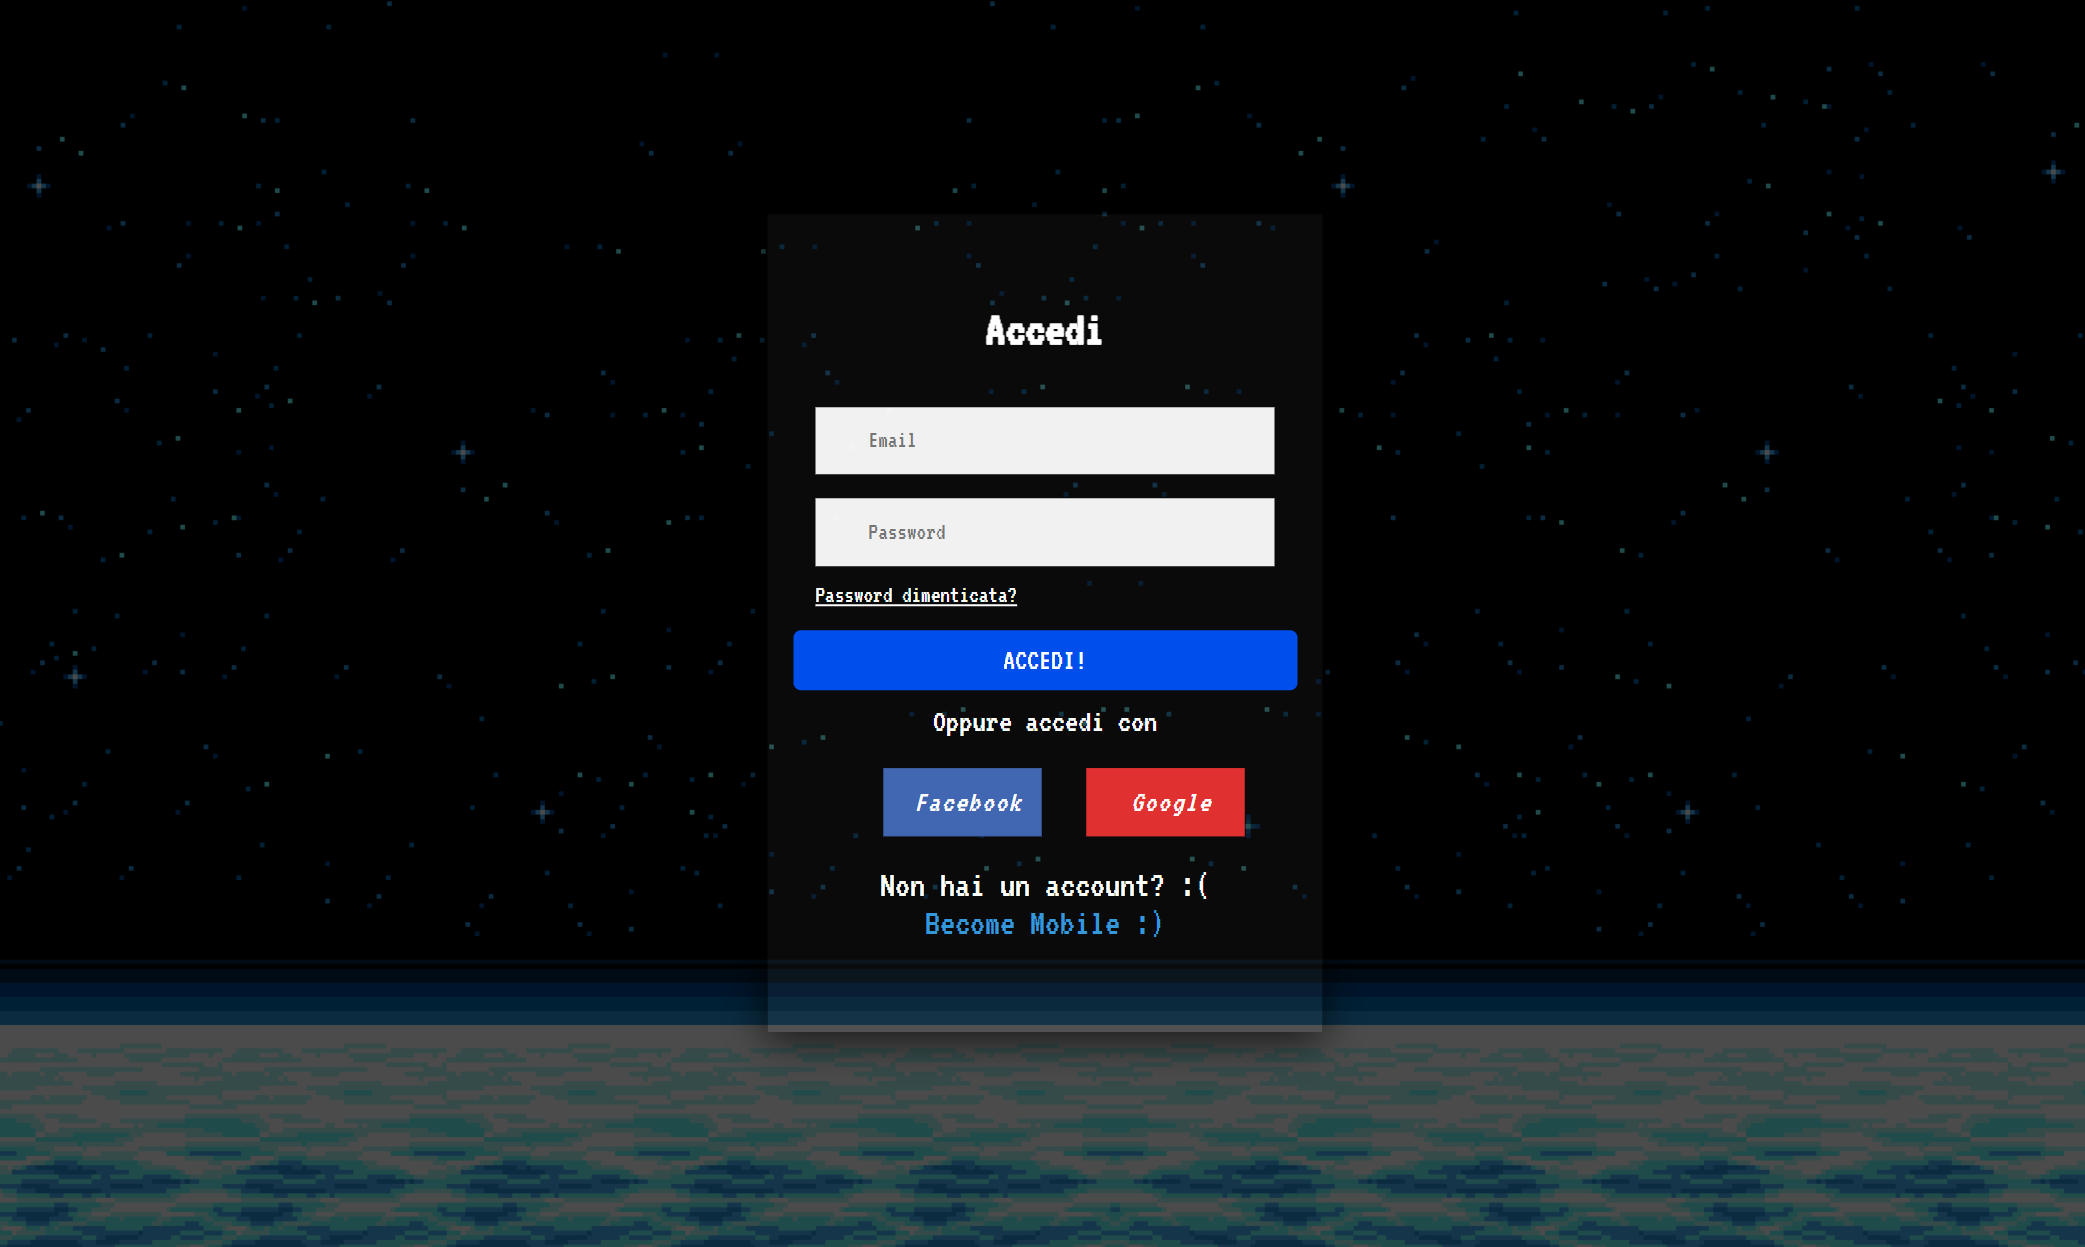 Accedi
Email
Password
Password dimenticata?
ACCEDI!
Oppure accedi con
Facebook
Google
Non hai un account? :(
Become Mobile :)